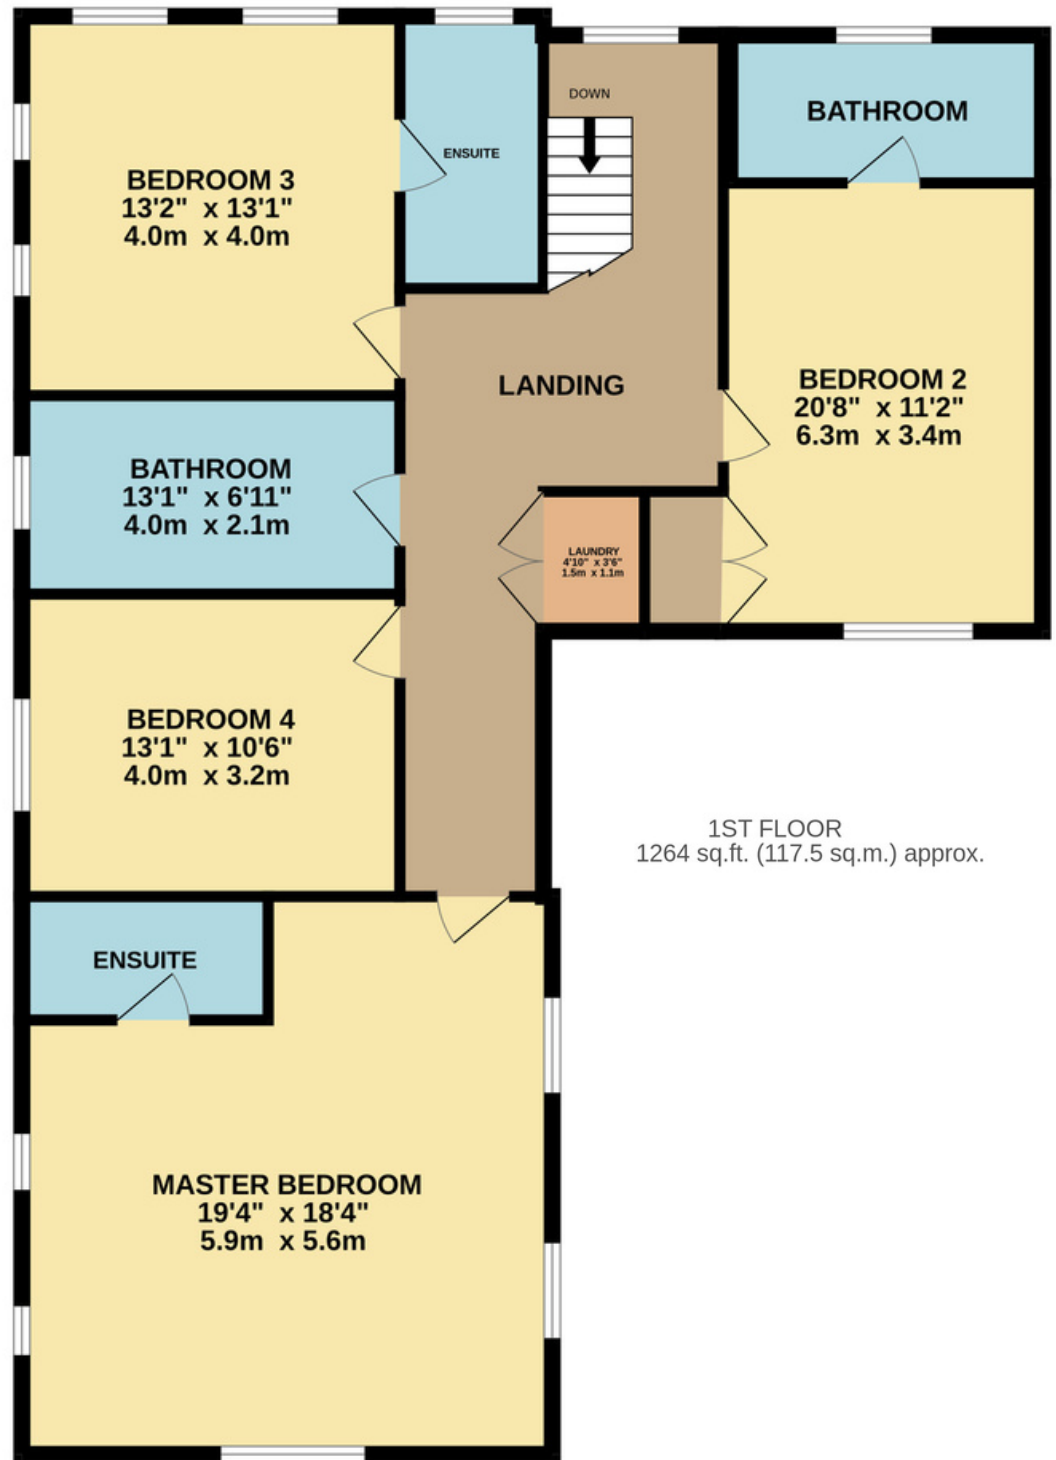 DOWN
BATHROOM
ENSUITE
BEDROOM 3
13'2" x 13'1"
4.0m x 4.0m
LANDING
BEDROOM 2
20'8" x 11'2"
6.3m x 3.4m
BATHROOM
13'1" x 6'11"
4.0m x 2.1m
LAUNDRY
4'10" x 3'6"
1.5m x 1.1m
BEDROOM 4
13'1" x 10'6"
4.0m x 3.2m
1ST FLOOR
1264 sq.ft. (117.5 sq.m.) approx.
ENSUITE
MASTER BEDROOM
19'4" x 18'4"
5.9m x 5.6m